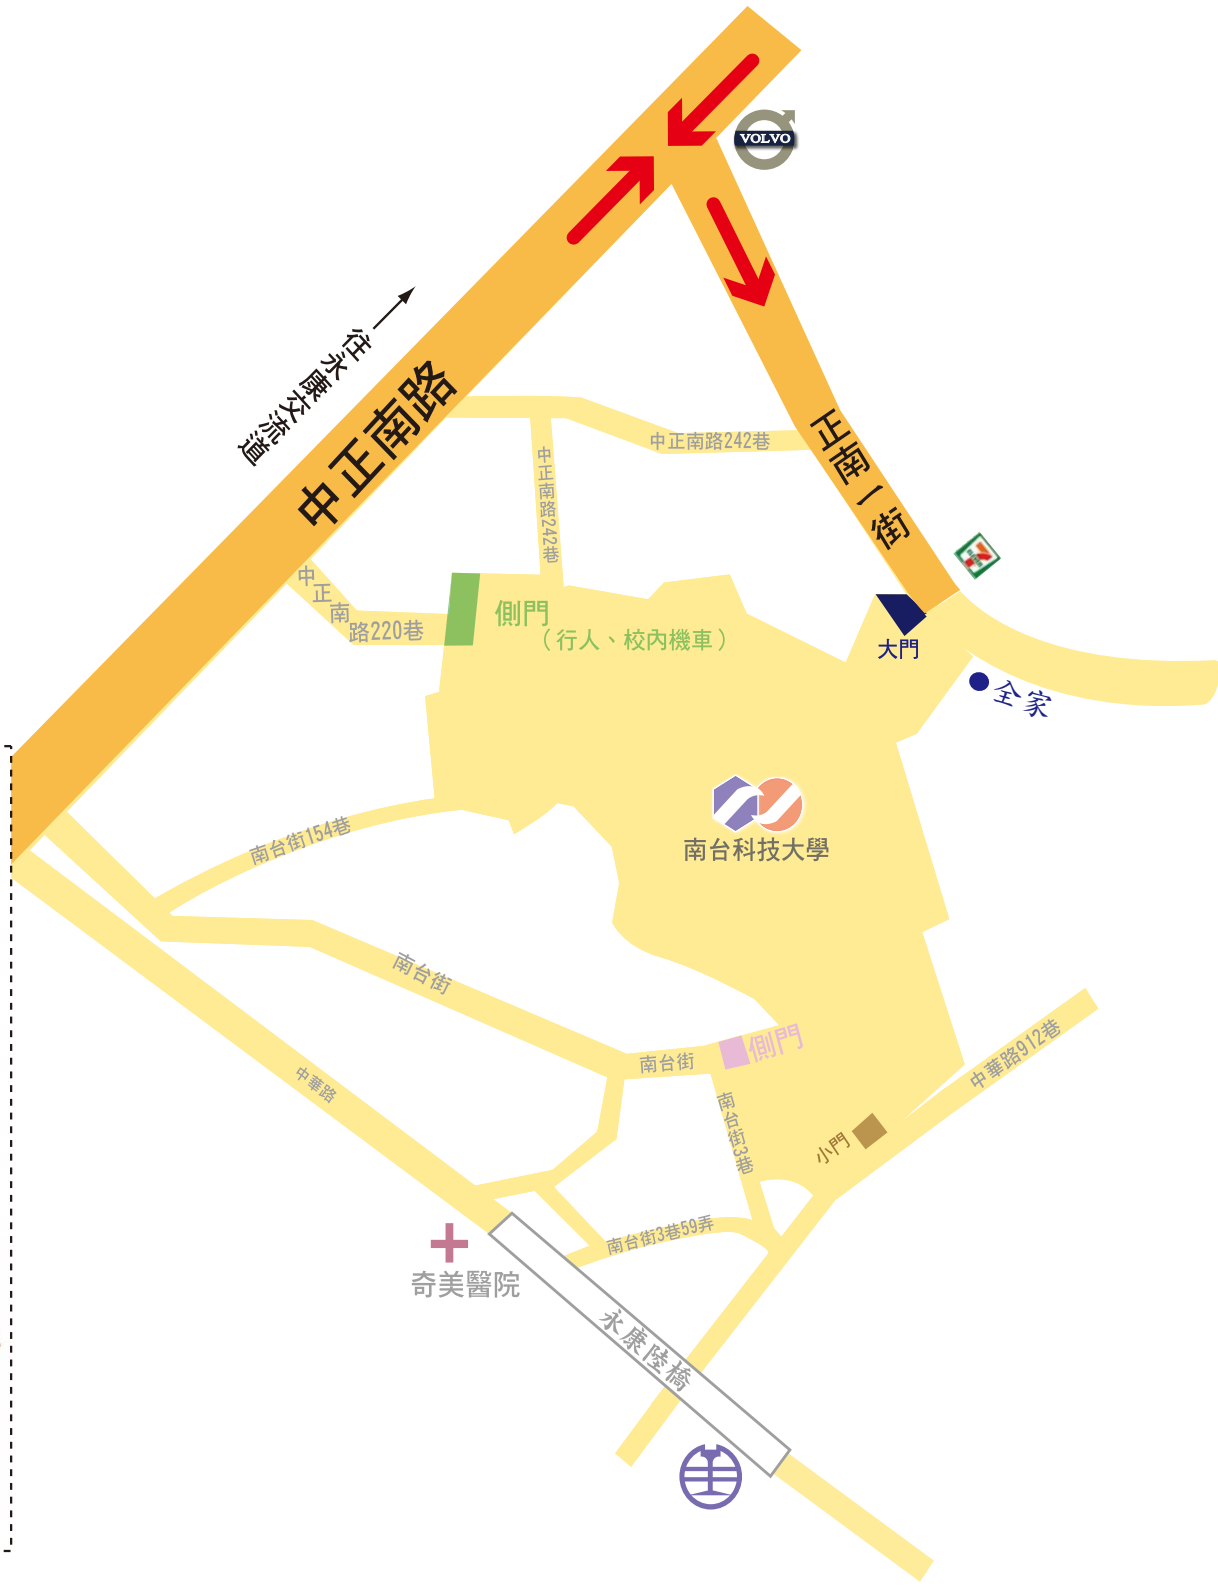 VOLVO
往永康交流道
中正南路
中正南路242巷
正南一街
中正南路242巷
7
中正南路220巷
側門
(行人、校內機車)
大門
全家
南台科技大學
南台街154巷
南台街
中華路
南台街
側門
中華路912巷
南台街3巷
小門
南台街3巷59弄
奇美醫院
永康陸橋